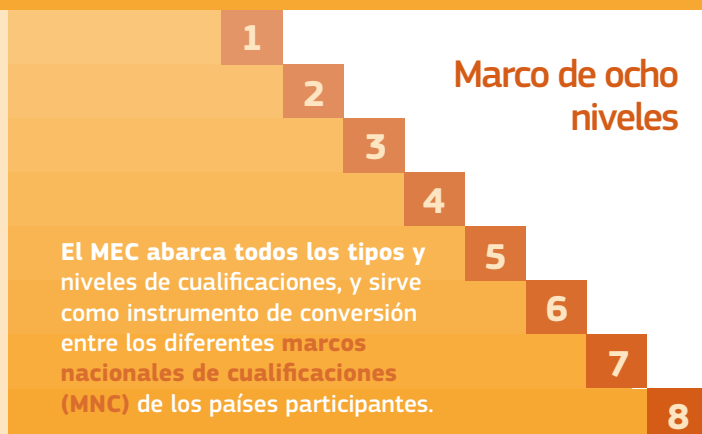 1
2
Marco de ocho
niveles
3
4
5
El MEC abarca todos los tipos y
niveles de cualificaciones, y sirve
como instrumento de conversión
entre los diferentes marcos
nacionales de cualificaciones
(MNC) de los países participantes.
6
7
8